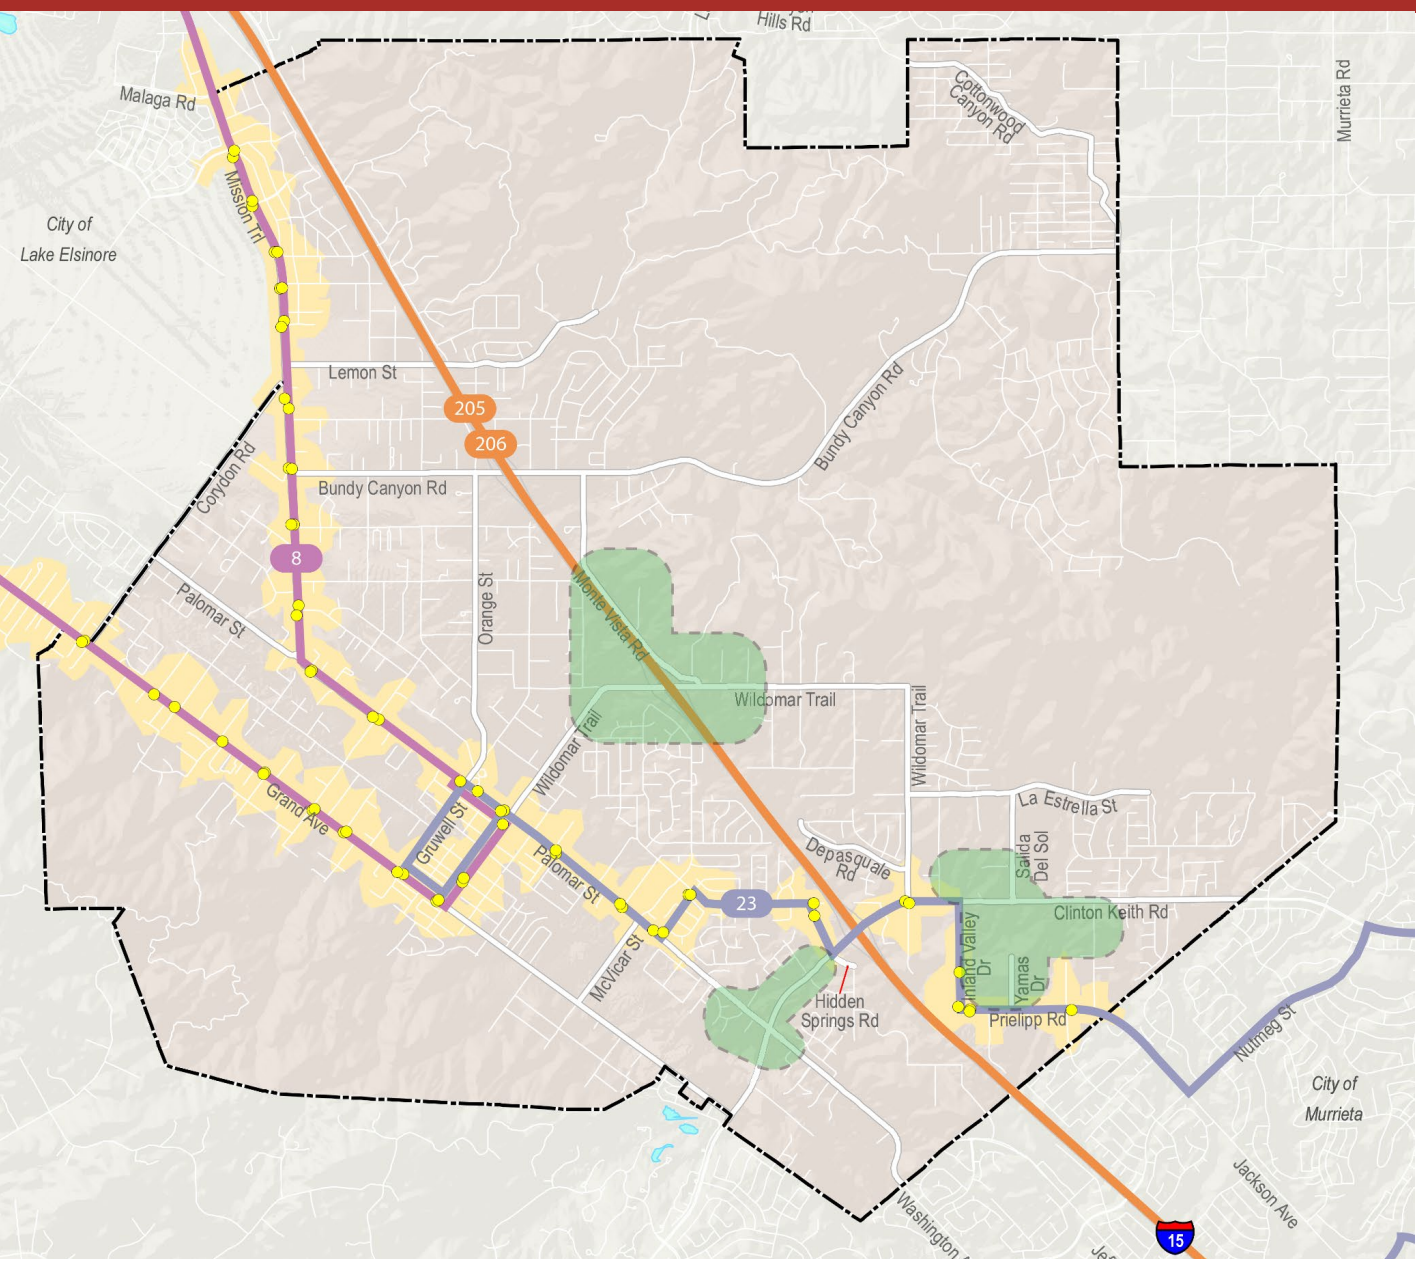 Hills Rd
Malaga Rd
Cottonwood
Canyon Rd
Murrieta Rd
Mission Trl
City of
Lake Elsinore
Lemon St
205
206
Bundy Canyon Rd
Corydon Rd
Bundy Canyon Rd
8
Palomar St
Orange St
Monte Vista Rd
Wildomar Trail
Wildomar Trail
Wildomar Trail
Grand Ave
Gruwell St
La Estrella St
Salida
Del Sol
Depasquale
Rd
Palomar St
23
Clinton Keith Rd
McVicar St
Inland Valley
Dr
Yamas
Dr
Hidden
Springs Rd
Prielipp Rd
Nutmeg St
City of
Murrieta
Jackson Ave
Washington
15